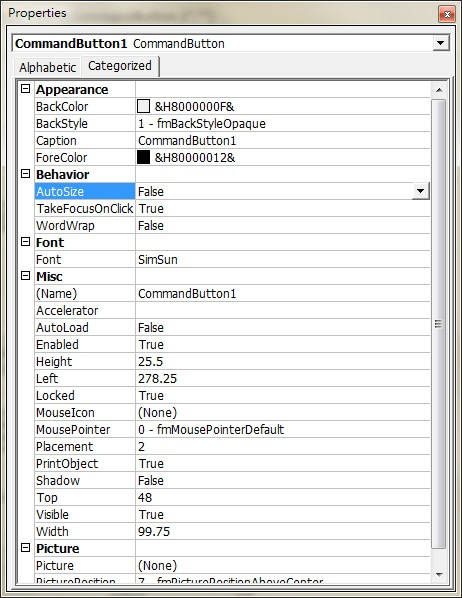 Properties
CommandButton1 CommandButton
Alphabetic Categorized
Appearance
BackColor &H8000000F&
BackStyle 1 - fmBackStyleOpaque
Caption CommandButton1
ForeColor &H80000012&
Behavior
AutoSize False
TakeFocusOnClick True
WordWrap False
Font
Font SimSun
Misc
(Name) CommandButton1
Accelerator
AutoLoad False
Enabled True
Height 25.5
Left 278.25
Locked True
MouseIcon (None)
MousePointer 0 - fmMousePointerDefault
Placement 2
PrintObject True
Shadow False
Top 48
Visible True
Width 99.75
Picture
Picture (None)
PicturePosition 7 - fmPicturePositionAboveCenter